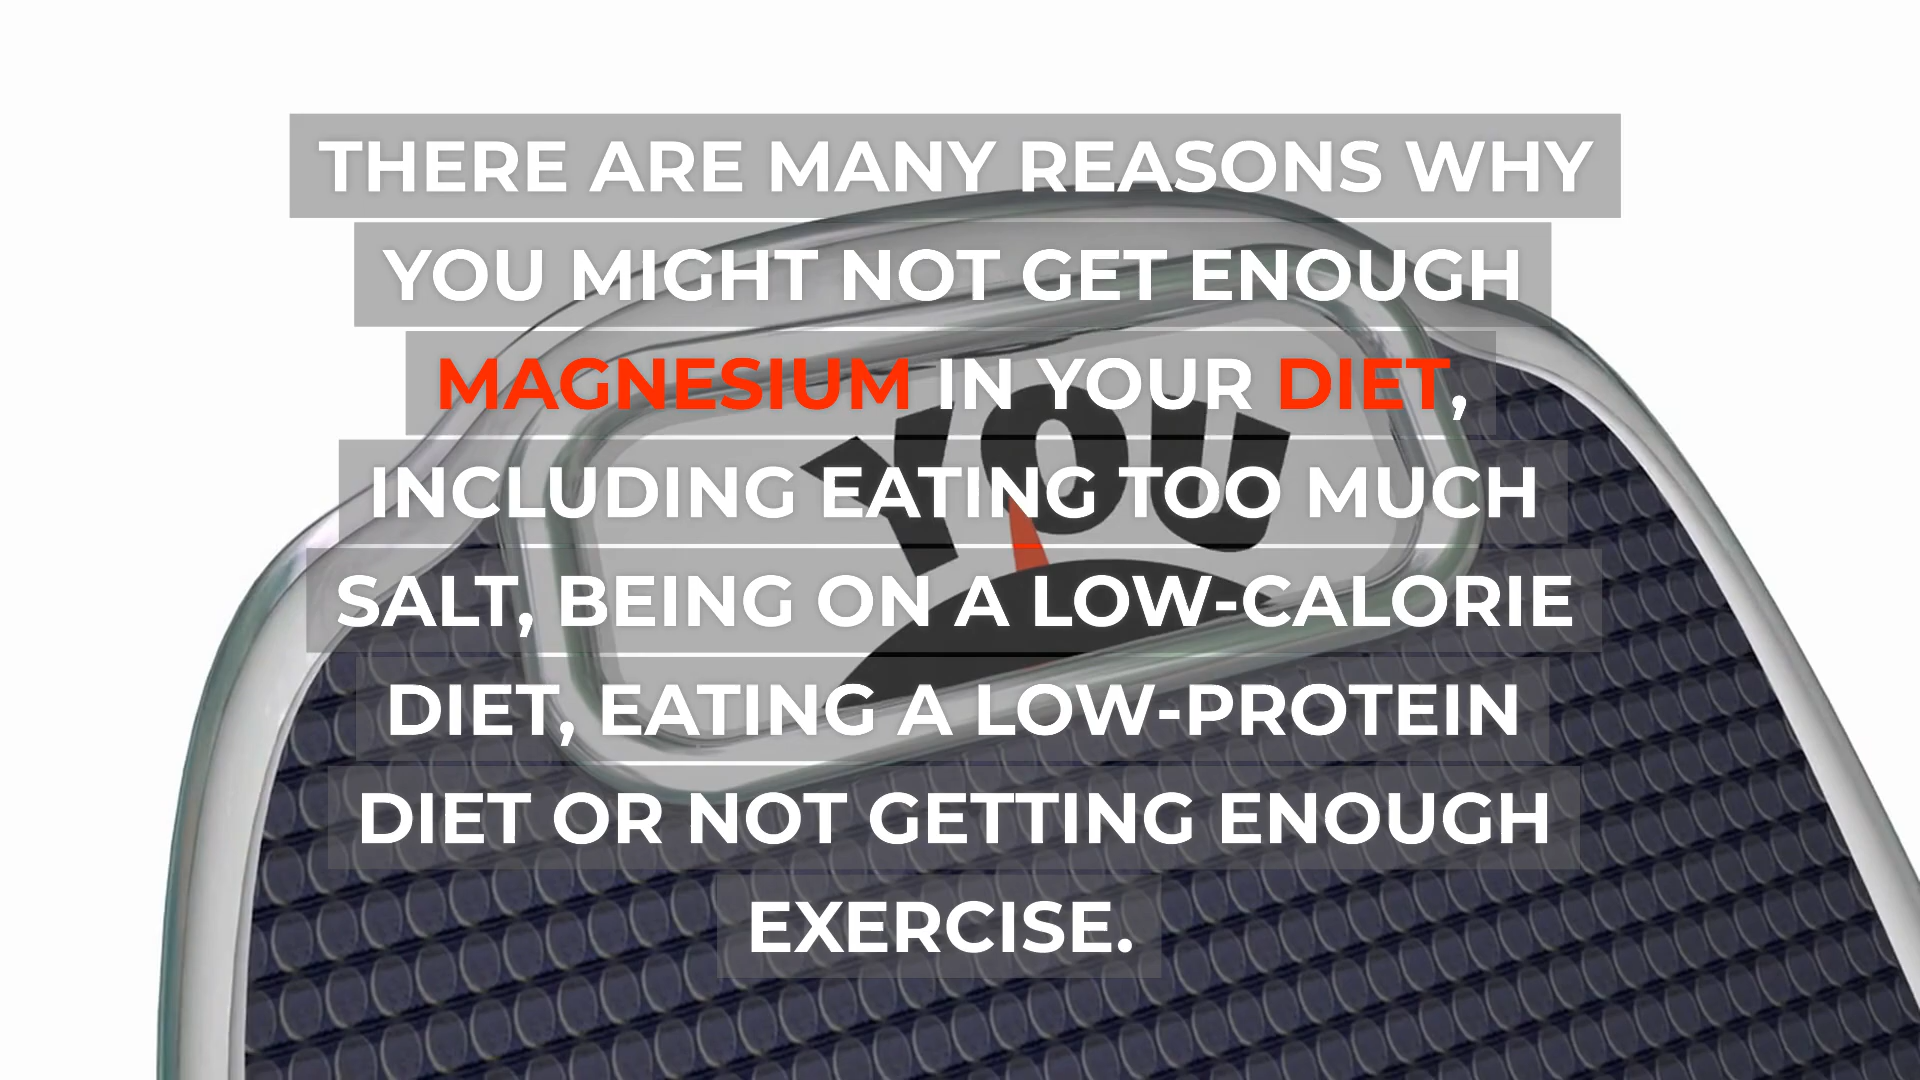 THERE ARE MANY REASONS WHY
YOU MIGHT NOT GET ENOUGH
MAGNESIUM IN YOUR DIET,
INCLUDING EATING TOO MUCH
SALT, BEING ON A LOW-CALORIE
DIET, EATING A LOW-PROTEIN
DIET OR NOT GETTING ENOUGH
EXERCISE.
YOU